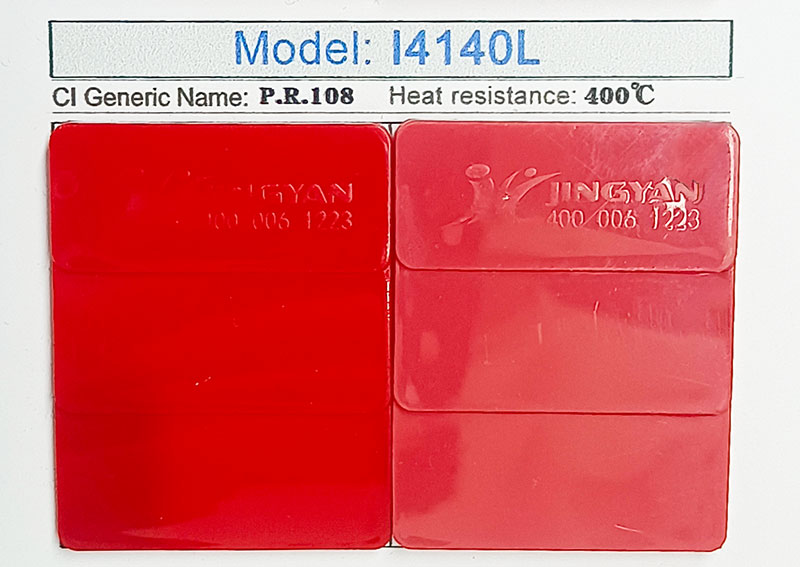 Model: I4140L
CI Generic Name: P.R.108 Heat resistance: 400℃
JINGYAN JINGYAN
400 006 1223 400 006 1223